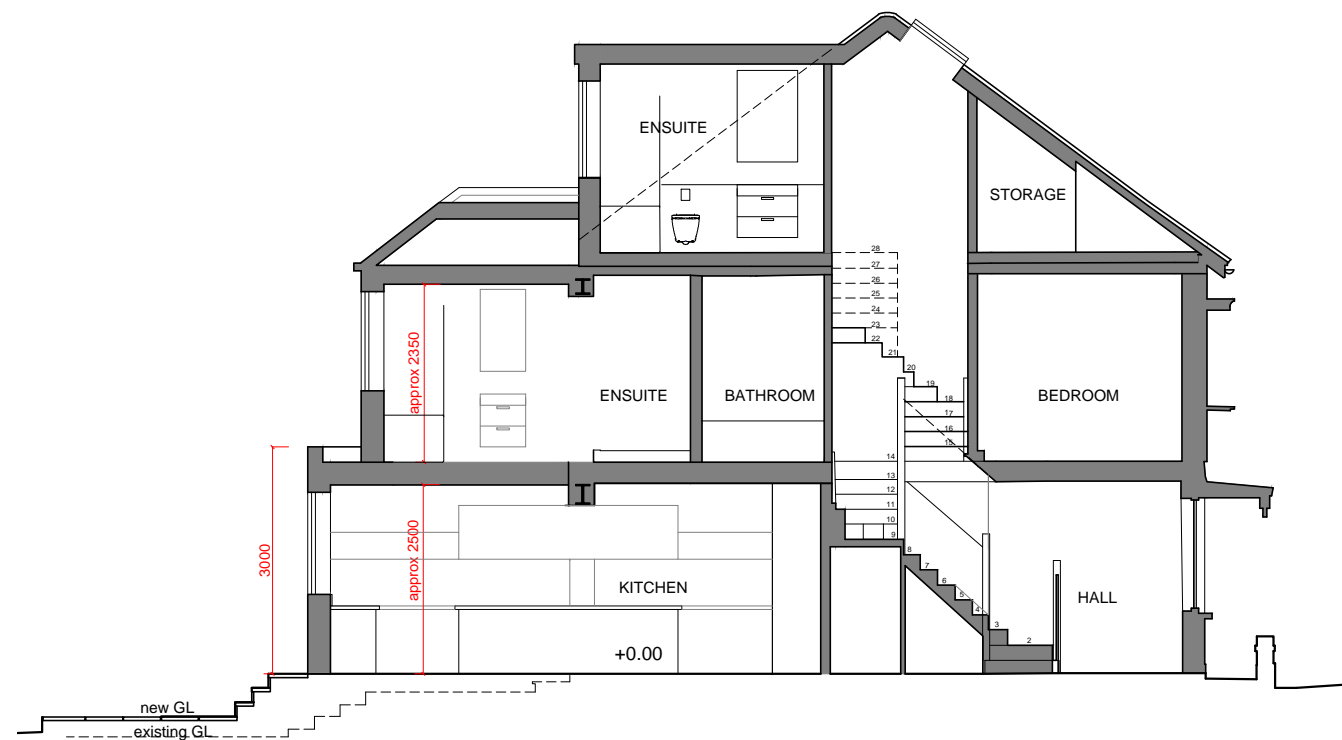 ENSUITE
STORAGE
28
27
26
25
24
23
22
21
20
19
18
17
16
15
14
13
12
11
10
9
8
7
6
5
4
3
2
approx 2350
ENSUITE
BATHROOM
BEDROOM
3000
approx 2500
KITCHEN
HALL
+0.00
new GL
existing GL